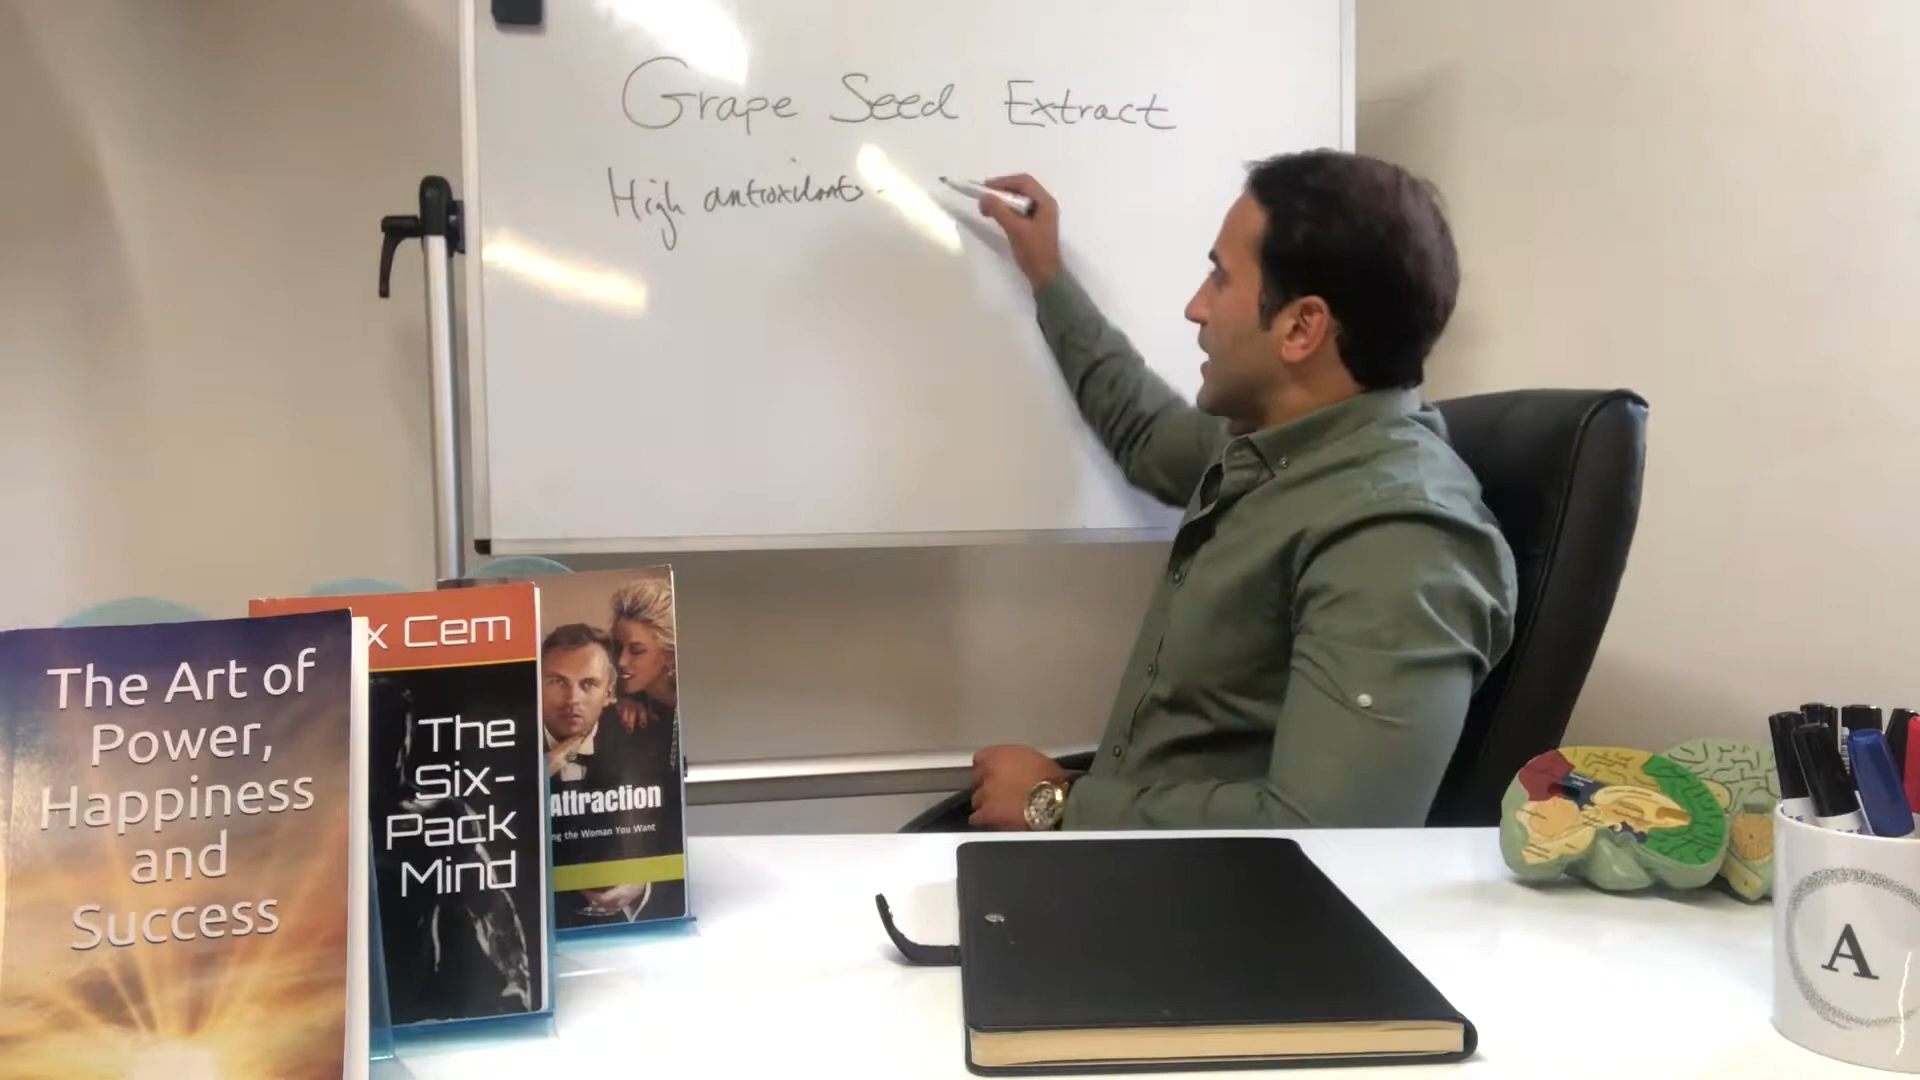 Grape Seed Extract
High antioxidants -
The Art of
Power,
Happiness
and
Success
x Cem
The
Six-
Pack
Mind
Attraction
ng the Woman You Want
A